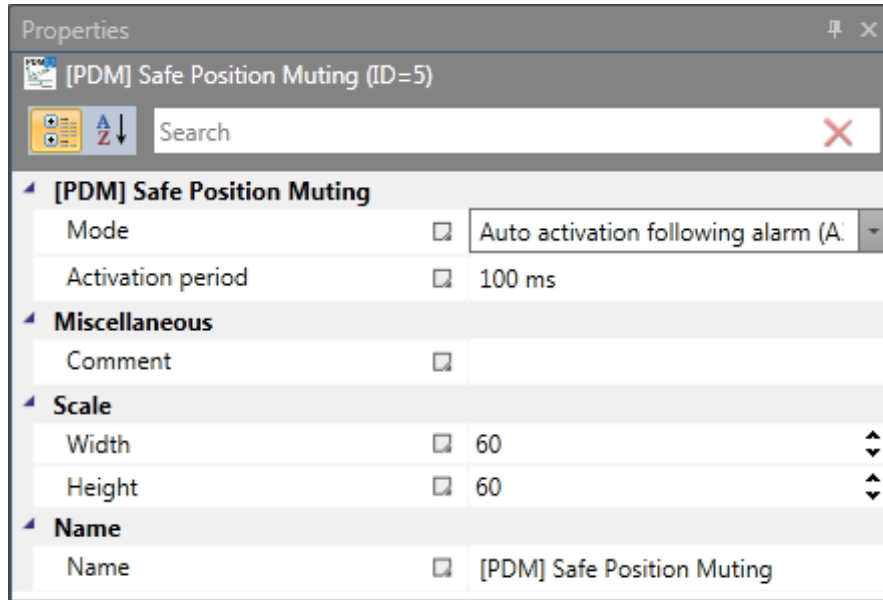 Properties
[PDM] Safe Position Muting (ID=5)
Search
[PDM] Safe Position Muting
Mode Auto activation following alarm (A.
Activation period 100 ms
Miscellaneous
Comment
Scale
Width 60
Height 60
Name
Name [PDM] Safe Position Muting